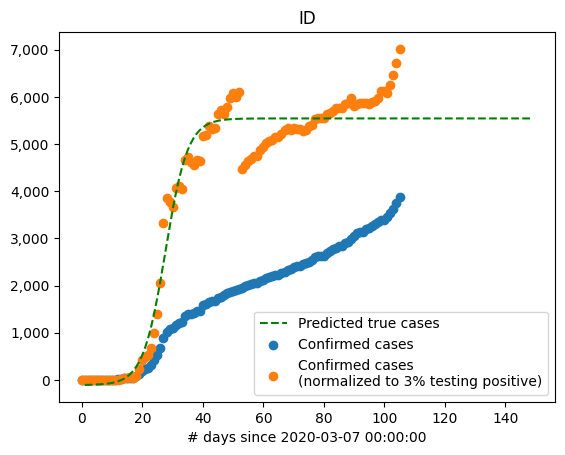 ID
7,000
6,000
5,000
4,000
3,000
2,000
1,000
0
Predicted true cases
Confirmed cases
Confirmed cases
(normalized to 3% testing positive)
0 20 40 60 80 100 120 140
# days since 2020-03-07 00:00:00